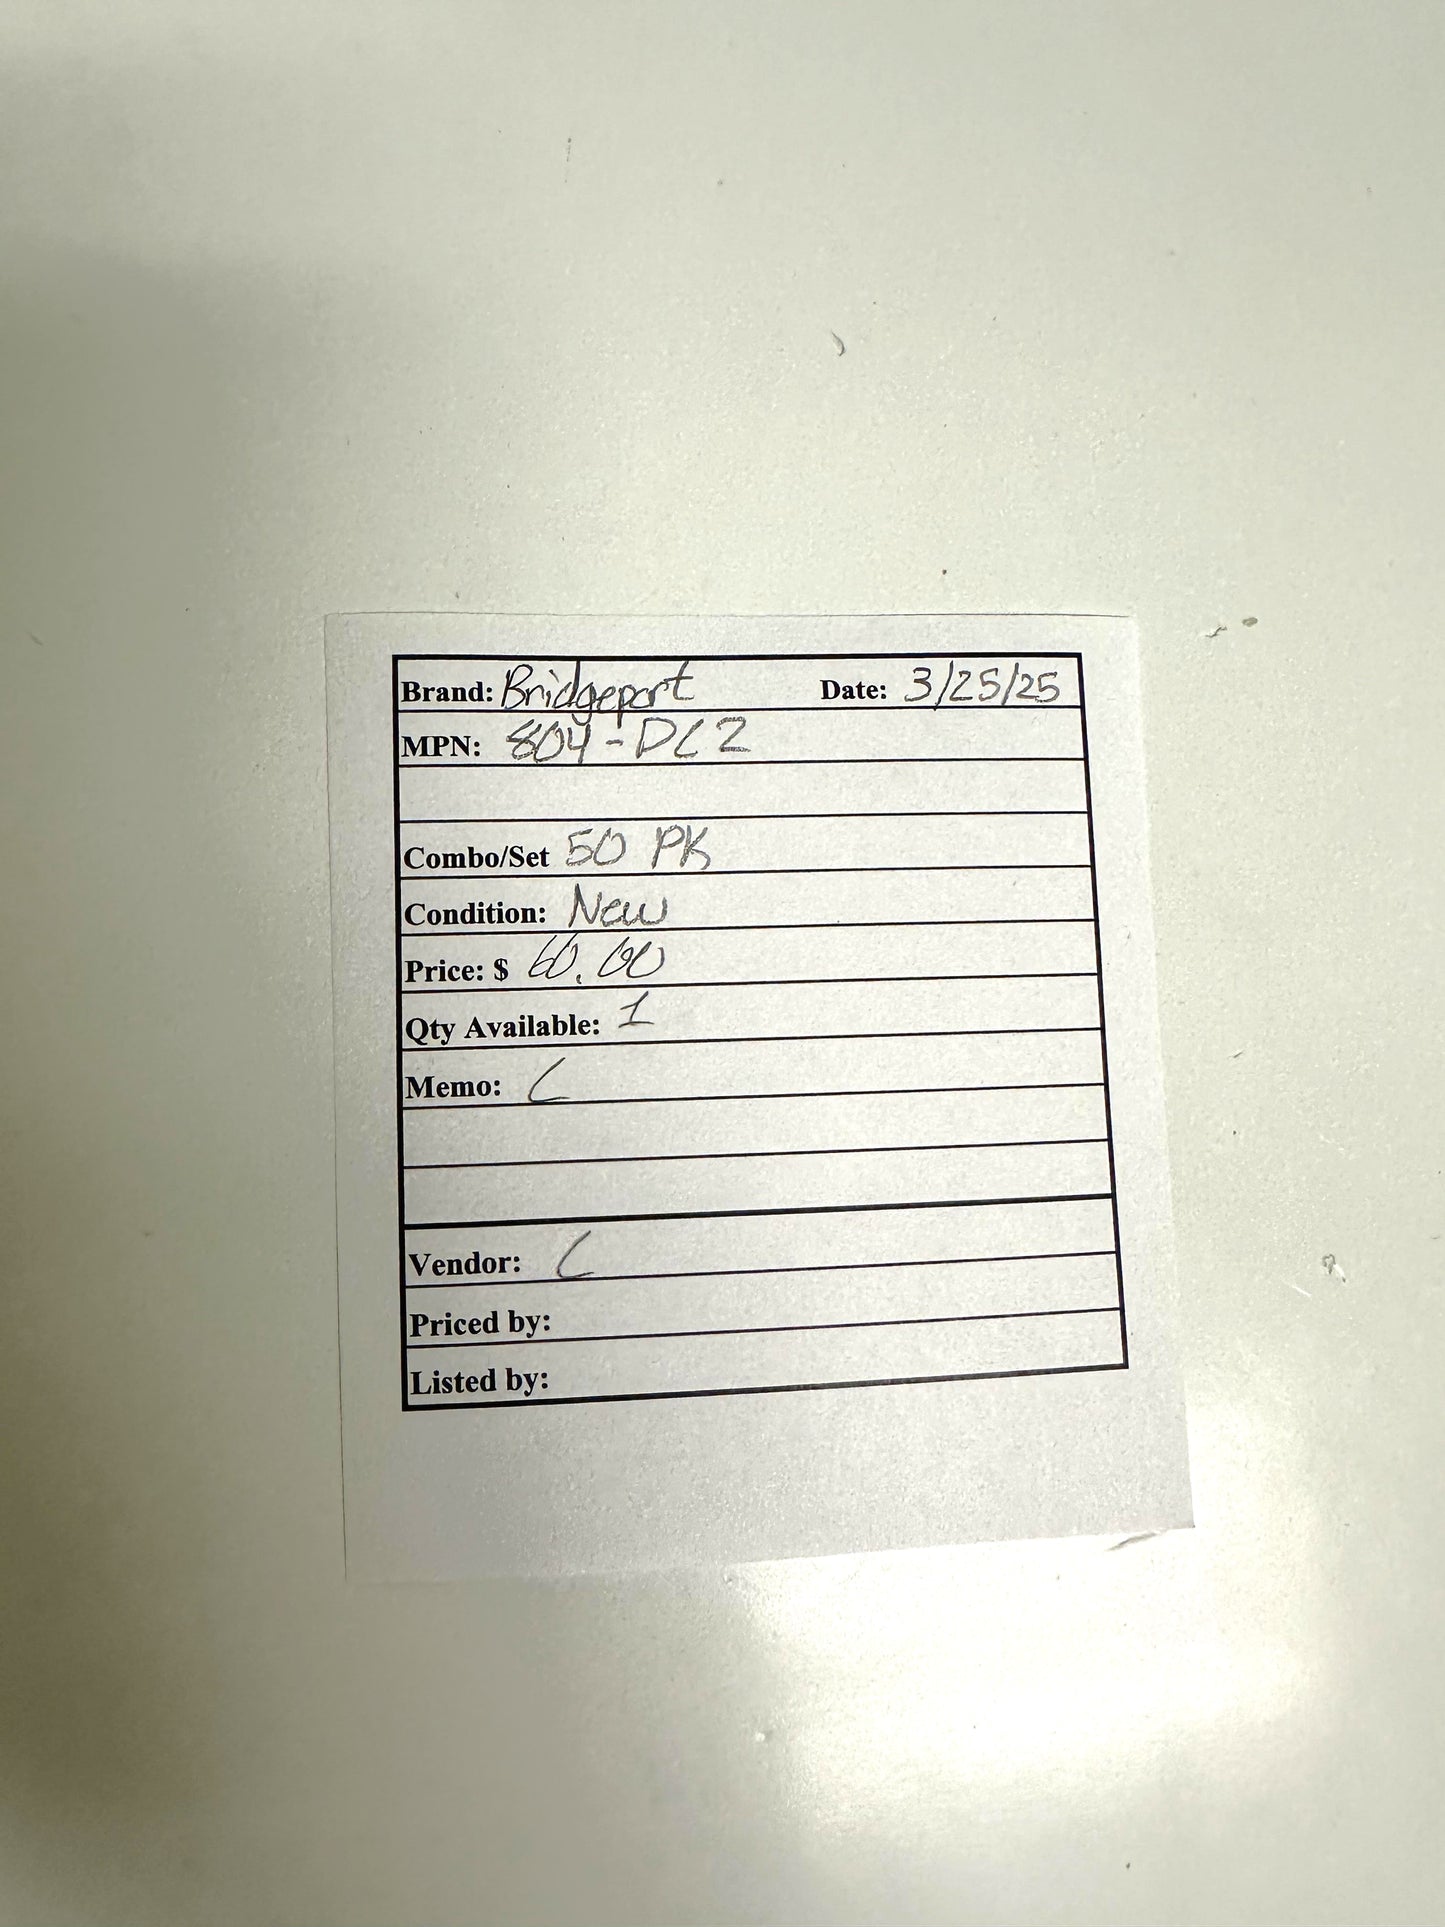 Brand: Bridgeport Date: 3/25/25
MPN: 804-DC2
Combo/Set 50 PK
Condition: New
Price: $ 60.00
Qty Available: 1
Memo: C
Vendor: C
Priced by:
Listed by: